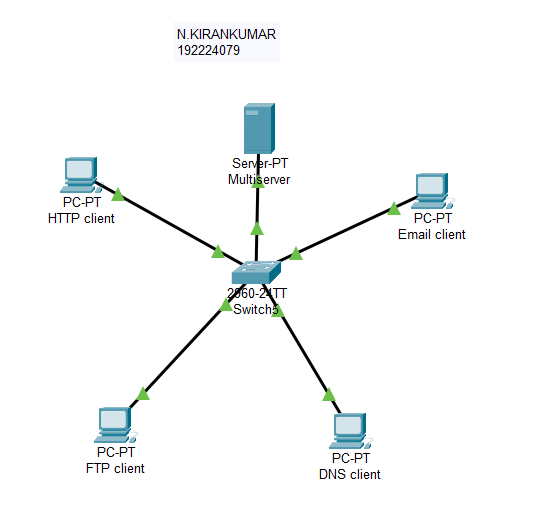 N.KIRANKUMAR
192224079
Server-PT
Multiserver
PC-PT
HTTP client
PC-PT
Email client
2960-24TT
Switch5
PC-PT
FTP client
PC-PT
DNS client